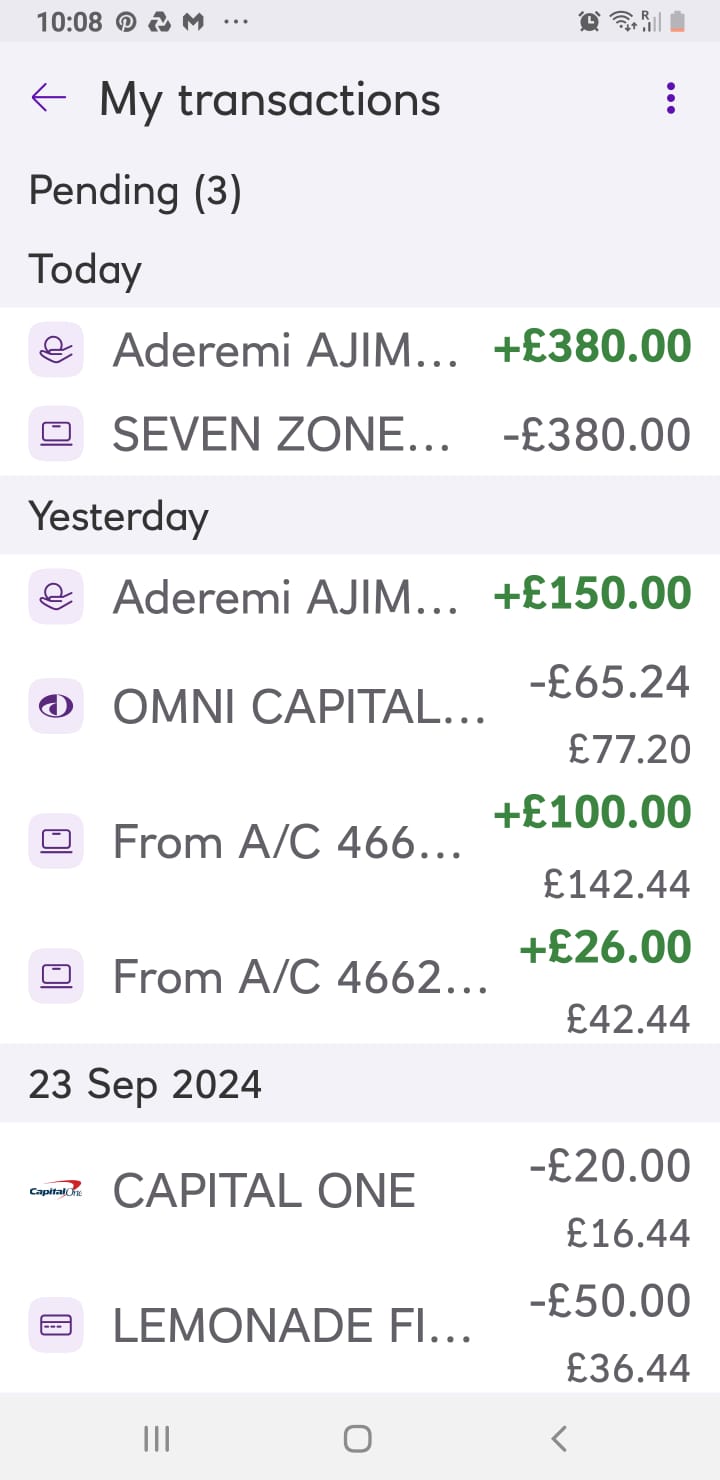 10:08
R
My transactions
Pending (3)
Today
Aderemi AJIM... +£380.00
SEVEN ZONE... -£380.00
Yesterday
Aderemi AJIM... +£150.00
OMNI CAPITAL... -£65.24
£77.20
From A/C 466... +£100.00
£142.44
From A/C 4662... +£26.00
£42.44
23 Sep 2024
CapitalOne CAPITAL ONE -£20.00
£16.44
LEMONADE FI... -£50.00
£36.44